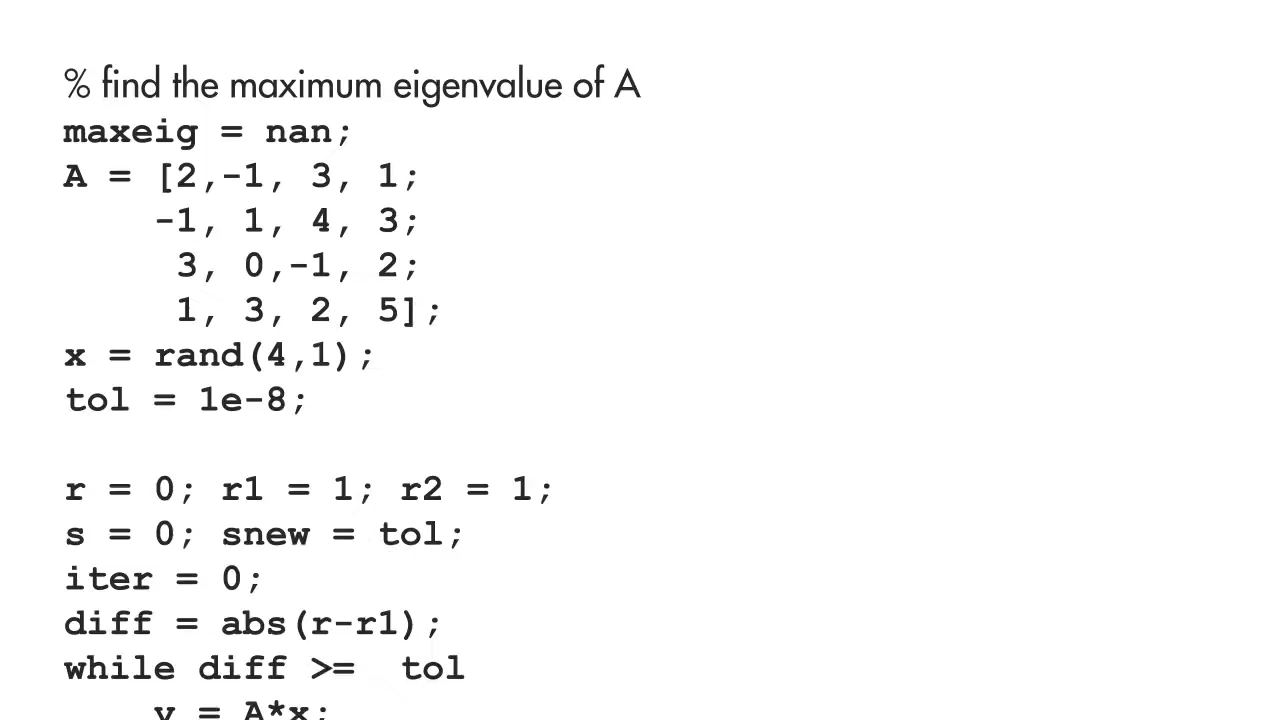 % find the maximum eigenvalue of A
maxeig = nan;
A = [2,-1, 3, 1;
-1, 1, 4, 3;
3, 0,-1, 2;
1, 3, 2, 5];
x = rand(4,1);
tol = 1e-8;
r = 0; r1 = 1; r2 = 1;
s = 0; snew = tol;
iter = 0;
diff = abs(r-r1);
while diff >=  tol
y = A*x;